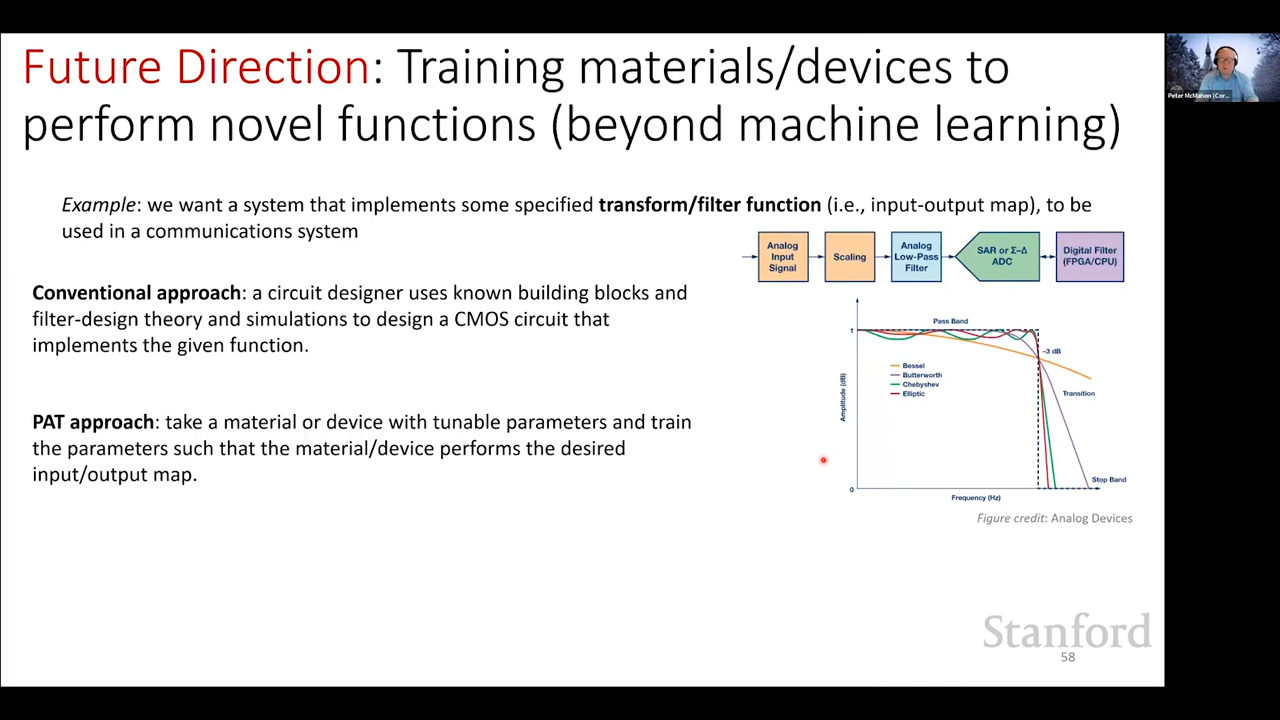 Future Direction: Training materials/devices to
perform novel functions (beyond machine learning)
Peter McMahon (Cor...
Example: we want a system that implements some specified transform/filter function (i.e., input-output map), to be
used in a communications system
Analog
Input
Signal
Scaling
Analog
Low-Pass
Filter
SAR or Σ–Δ
ADC
Digital Filter
(FPGA/CPU)
Conventional approach: a circuit designer uses known building blocks and
filter-design theory and simulations to design a CMOS circuit that
implements the given function.
PAT approach: take a material or device with tunable parameters and train
the parameters such that the material/device performs the desired
input/output map.
Pass Band
1
–3 dB
Bessel
Butterworth
Chebyshev
Elliptic
Amplitude (dB)
Transition
Stop Band
0
Frequency (Hz)
Figure credit: Analog Devices
Stanford
58